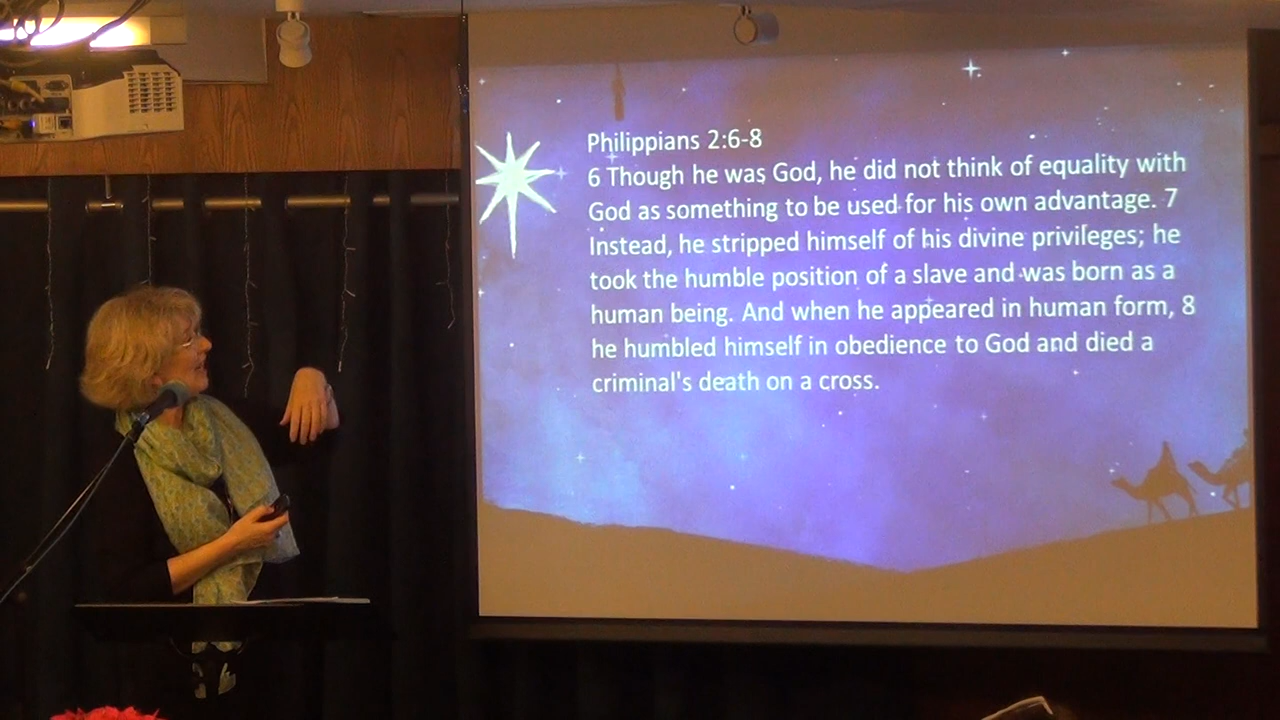 Philippians 2:6-8
6 Though he was God, he did not think of equality with
God as something to be used for his own advantage. 7
Instead, he stripped himself of his divine privileges; he
took the humble position of a slave and was born as a
human being. And when he appeared in human form, 8
he humbled himself in obedience to God and died a
criminal's death on a cross.